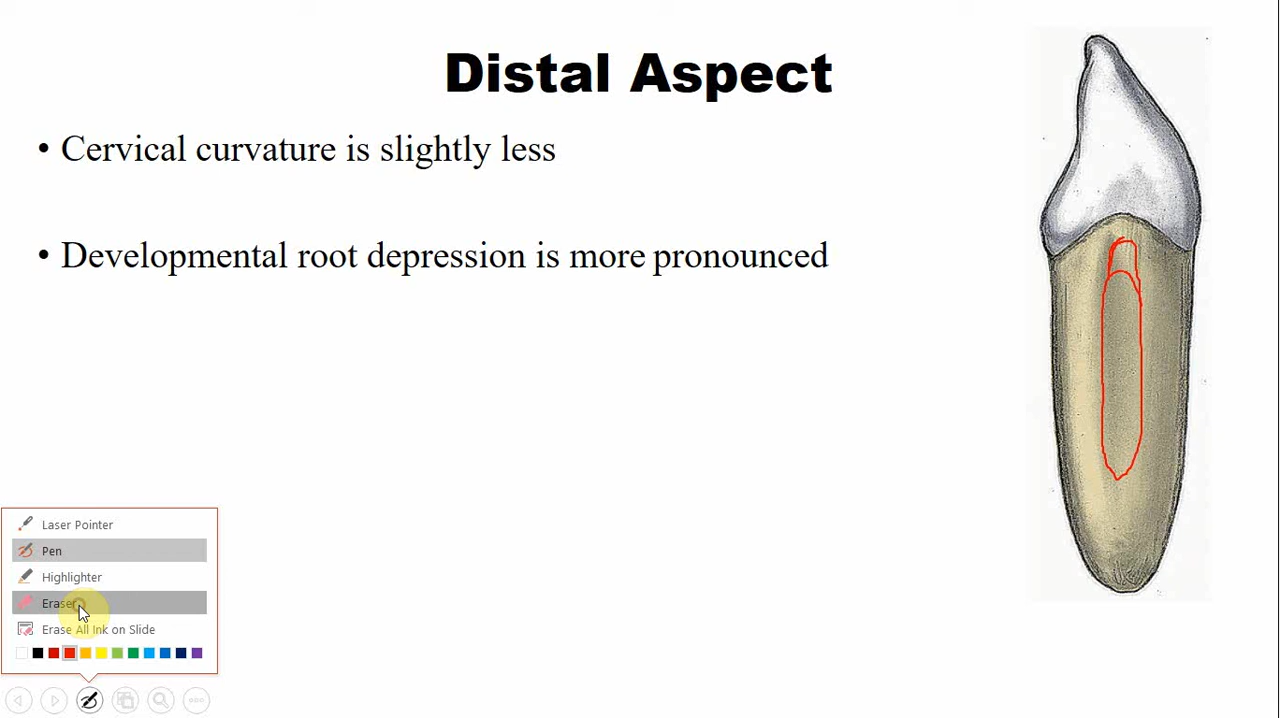 Distal Aspect
• Cervical curvature is slightly less
• Developmental root depression is more pronounced
Laser Pointer
Pen
Highlighter
Eraser
Erase All Ink on Slide